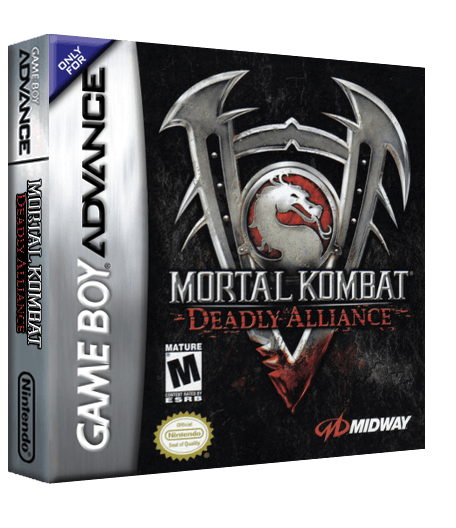 GAME BOY
ADVANCE
MORTAL KOMBAT
DEADLY ALLIANCE
Nintendo®
ONLY
FOR
GAME BOY ADVANCE
MORTAL KOMBAT
DEADLY ALLIANCE
MATURE
M
CONTENT RATED BY
ESRB
Official
Nintendo
Seal of Quality
MIDWAY